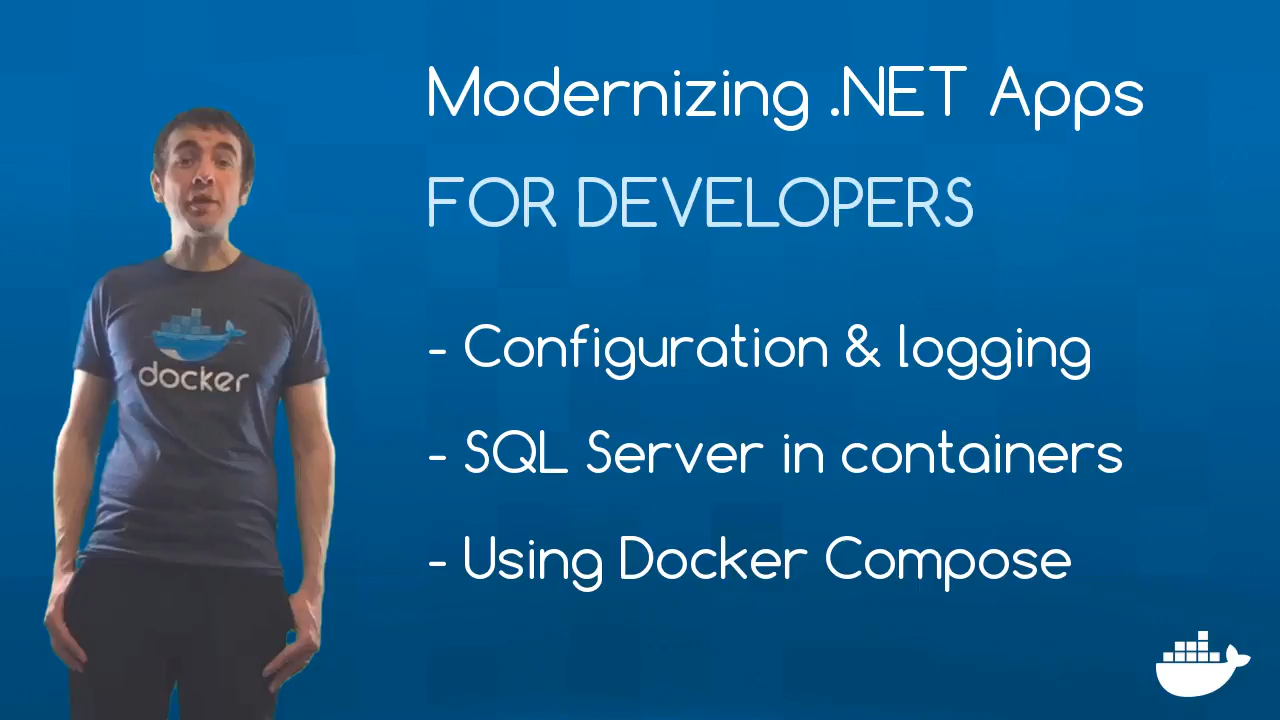 Modernizing .NET Apps
FOR DEVELOPERS
- Configuration & logging
- SQL Server in containers
- Using Docker Compose
docker